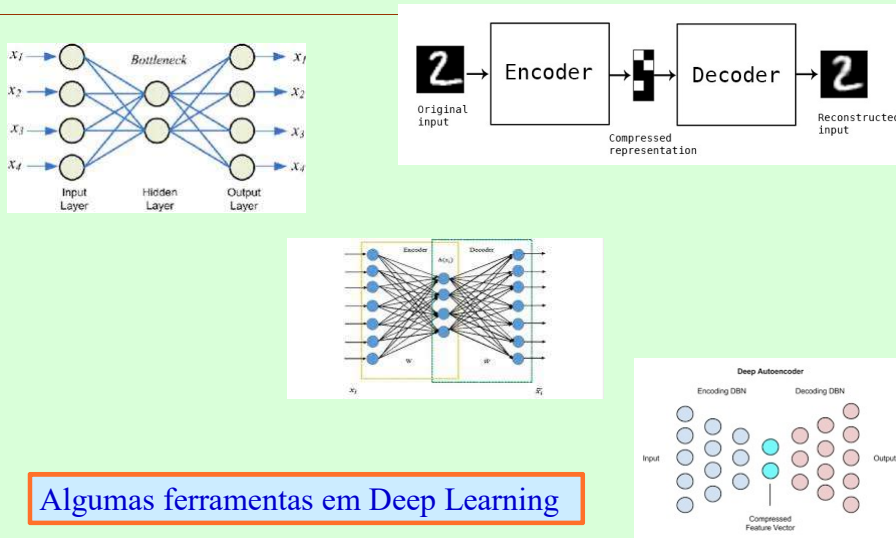 Bottleneck
x1 x1
x2 x2
x3 x3
x4 x4
Input Layer
Hidden Layer
Output Layer
Encoder
Decoder
Original input
Compressed representation
Reconstructed input
Encoder Decoder
W
Deep Autoencoder
Encoding DBN Decoding DBN
Input
Output
Compressed
Feature Vector
Algumas ferramentas em Deep Learning